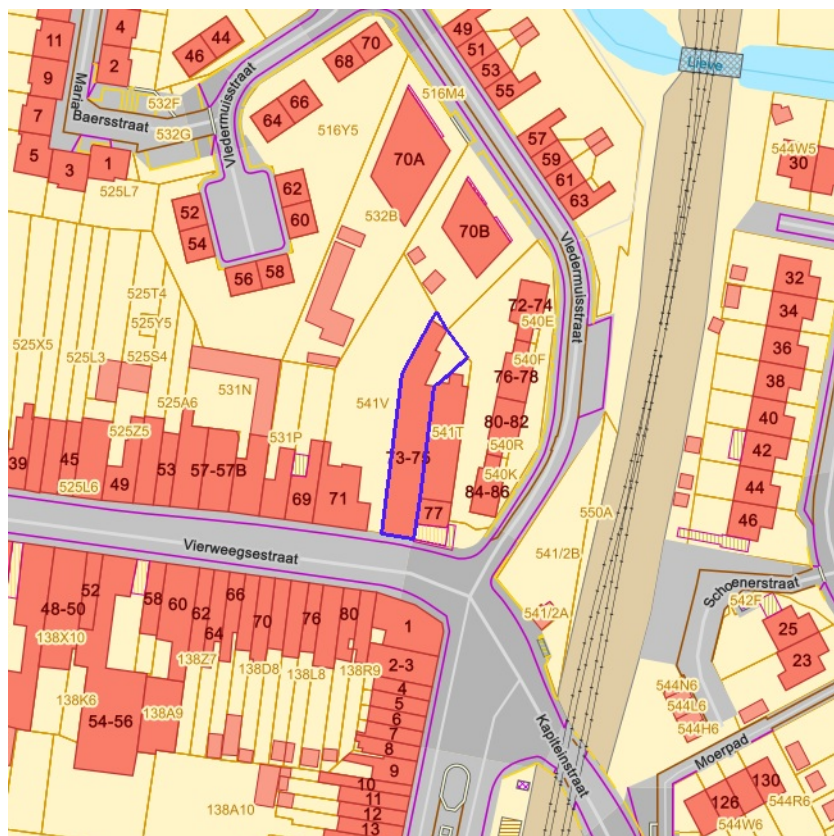 11
4
9
2
46
44
68
70
49
51
53
55
Lieve
532F
Maria
Baersstraat
532G
7
64
66
516Y5
516M4
Vledermuisstraat
57
59
61
63
544W5
30
5
3
1
525L7
70A
52
54
62
60
532B
70B
56
58
Vledermuisstraat
32
34
36
38
40
42
44
46
525T4
525Y5
525X5
525L3
525S4
72-74
540E
540F
76-78
80-82
531N
541V
525A6
541T
540R
540K
84-86
525Z5
531P
39
45
49
53
57-57B
69
71
73-75
77
525L6
550A
541/2B
Vierweegsestraat
Schoenerstraat
542F
541/2A
25
23
52
48-50
58
60
62
64
66
70
76
80
1
138X10
138Z7
138D8
138L8
138R9
2-3
4
5
6
7
8
9
10
11
12
13
138K6
54-56
138A9
138A10
544N6
544L6
544H6
Kapiteinstraat
Moerpad
126
130
544R6
544W6